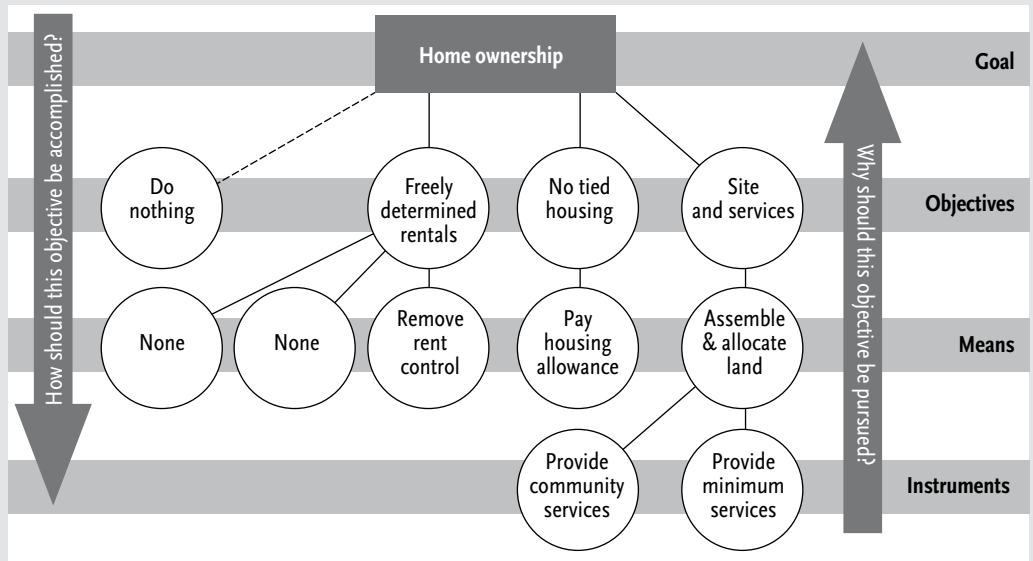 How should this objective be accomplished?
Home ownership
Goal
Why should this objective be pursued?
Do
nothing
Freely
determined
rentals
No tied
housing
Site
and services
Objectives
None
None
Remove
rent
control
Pay
housing
allowance
Assemble
& allocate
land
Means
Provide
community
services
Provide
minimum
services
Instruments